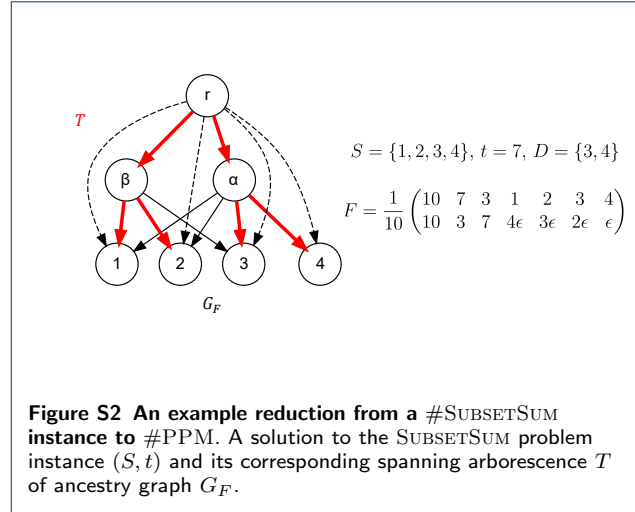 r
T
β
α
1
2
3
4
G_F
S = {1, 2, 3, 4}, t = 7, D = {3, 4}
F = 1/10 ( 10 7 3 1 2 3 4
10 3 7 4ϵ 3ϵ 2ϵ ϵ )
Figure S2 An example reduction from a #SUBSETSUM
instance to #PPM. A solution to the SUBSETSUM problem
instance (S, t) and its corresponding spanning arborescence T
of ancestry graph G_F.